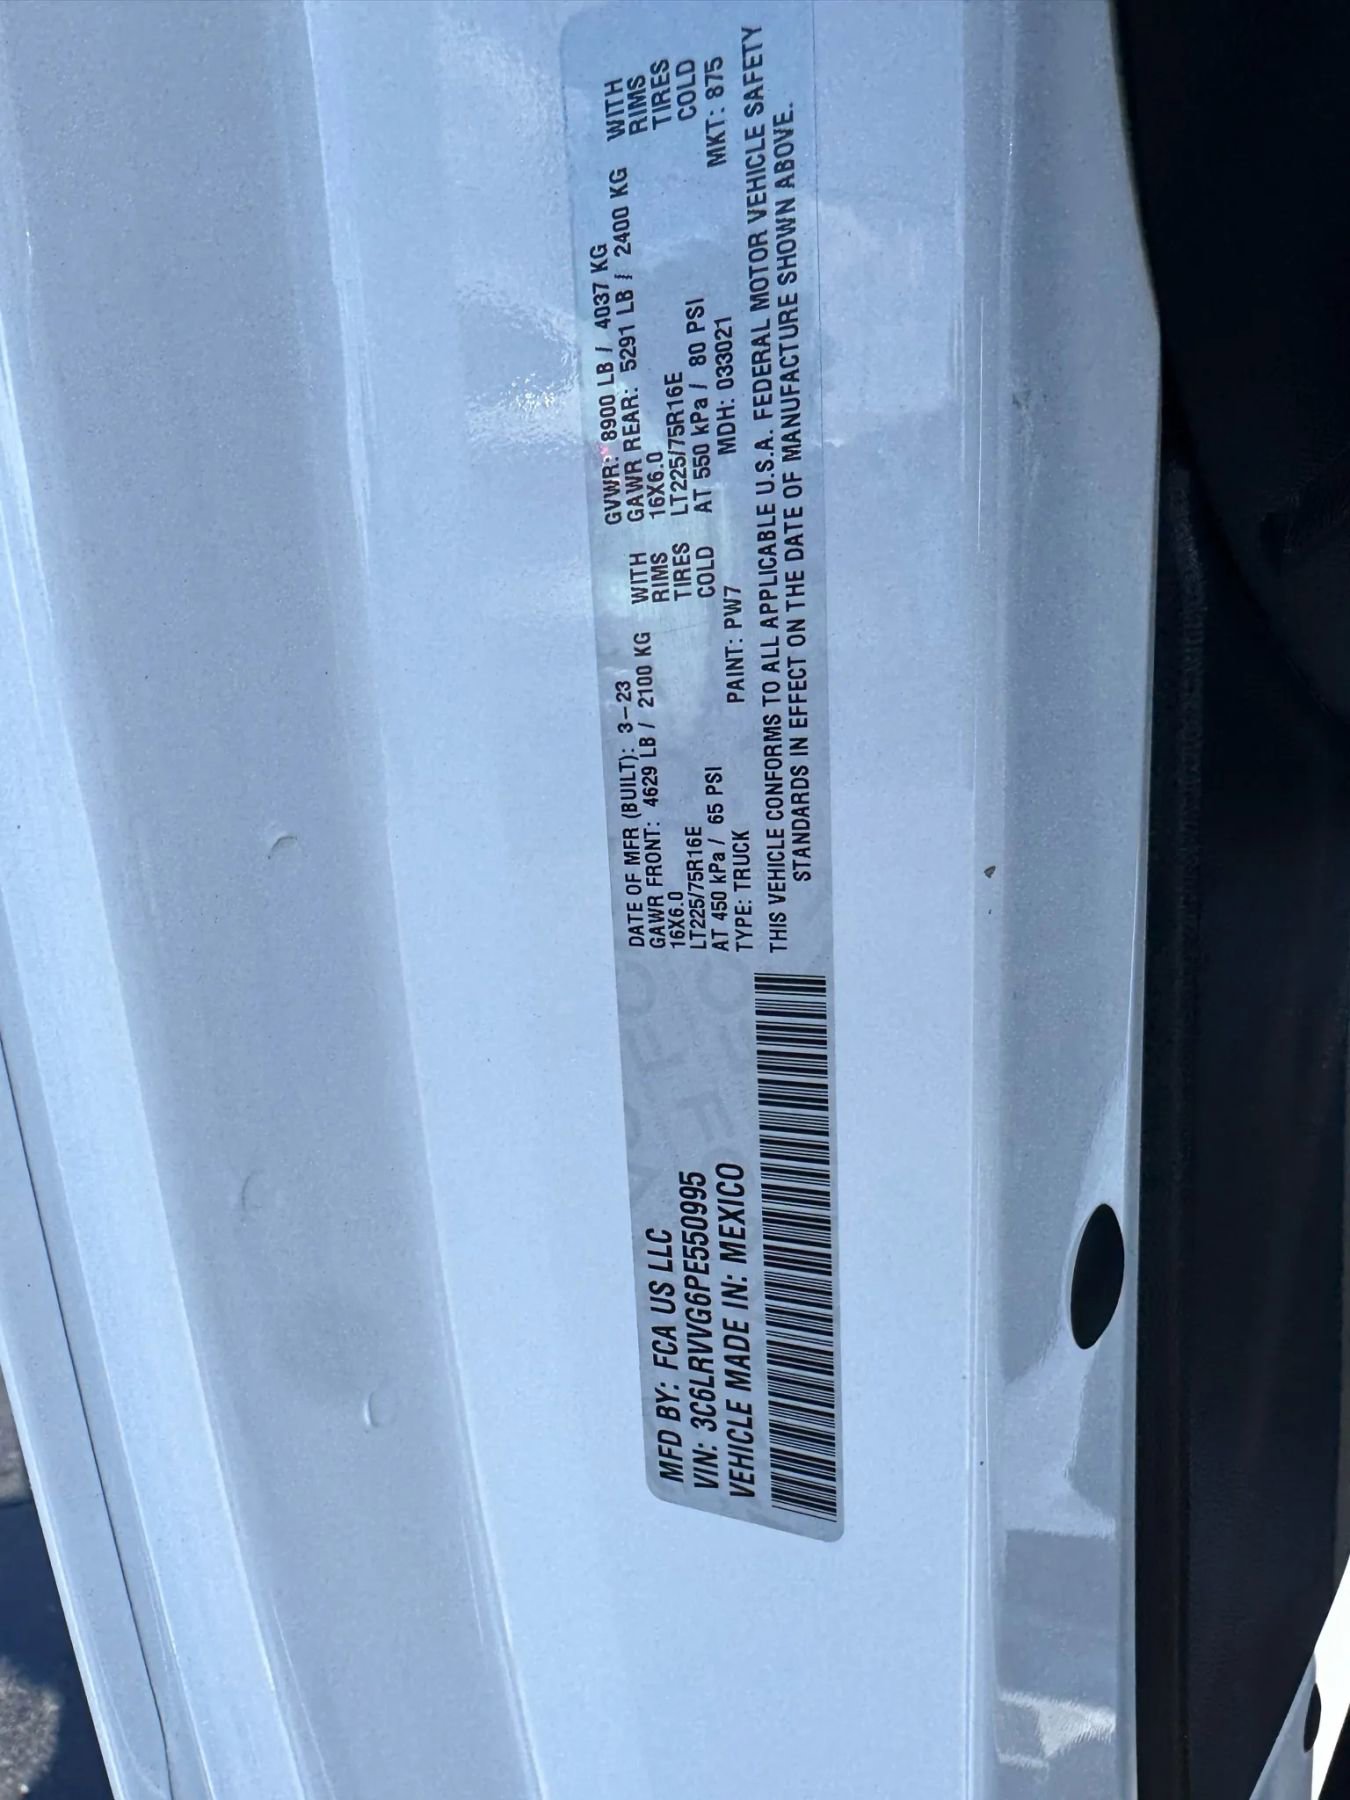 MFD BY: FCA US LLC
VIN: 3C6LRVVG6PE550995
VEHICLE MADE IN: MEXICO
DATE OF MFR (BUILT): 3-23 GVWR: 8900 LB / 4037 KG
GAWR FRONT: 4629 LB / 2100 KG WITH GAWR REAR: 5291 LB / 2400 KG WITH
16X6.0 RIMS 16X6.0 RIMS
LT225/75R16E TIRES LT225/75R16E TIRES
AT 450 kPa / 65 PSI COLD AT 550 kPa / 80 PSI COLD
TYPE: TRUCK PAINT: PW7 MDH: 033021 MKT: 875
THIS VEHICLE CONFORMS TO ALL APPLICABLE U.S.A. FEDERAL MOTOR VEHICLE SAFETY
STANDARDS IN EFFECT ON THE DATE OF MANUFACTURE SHOWN ABOVE.